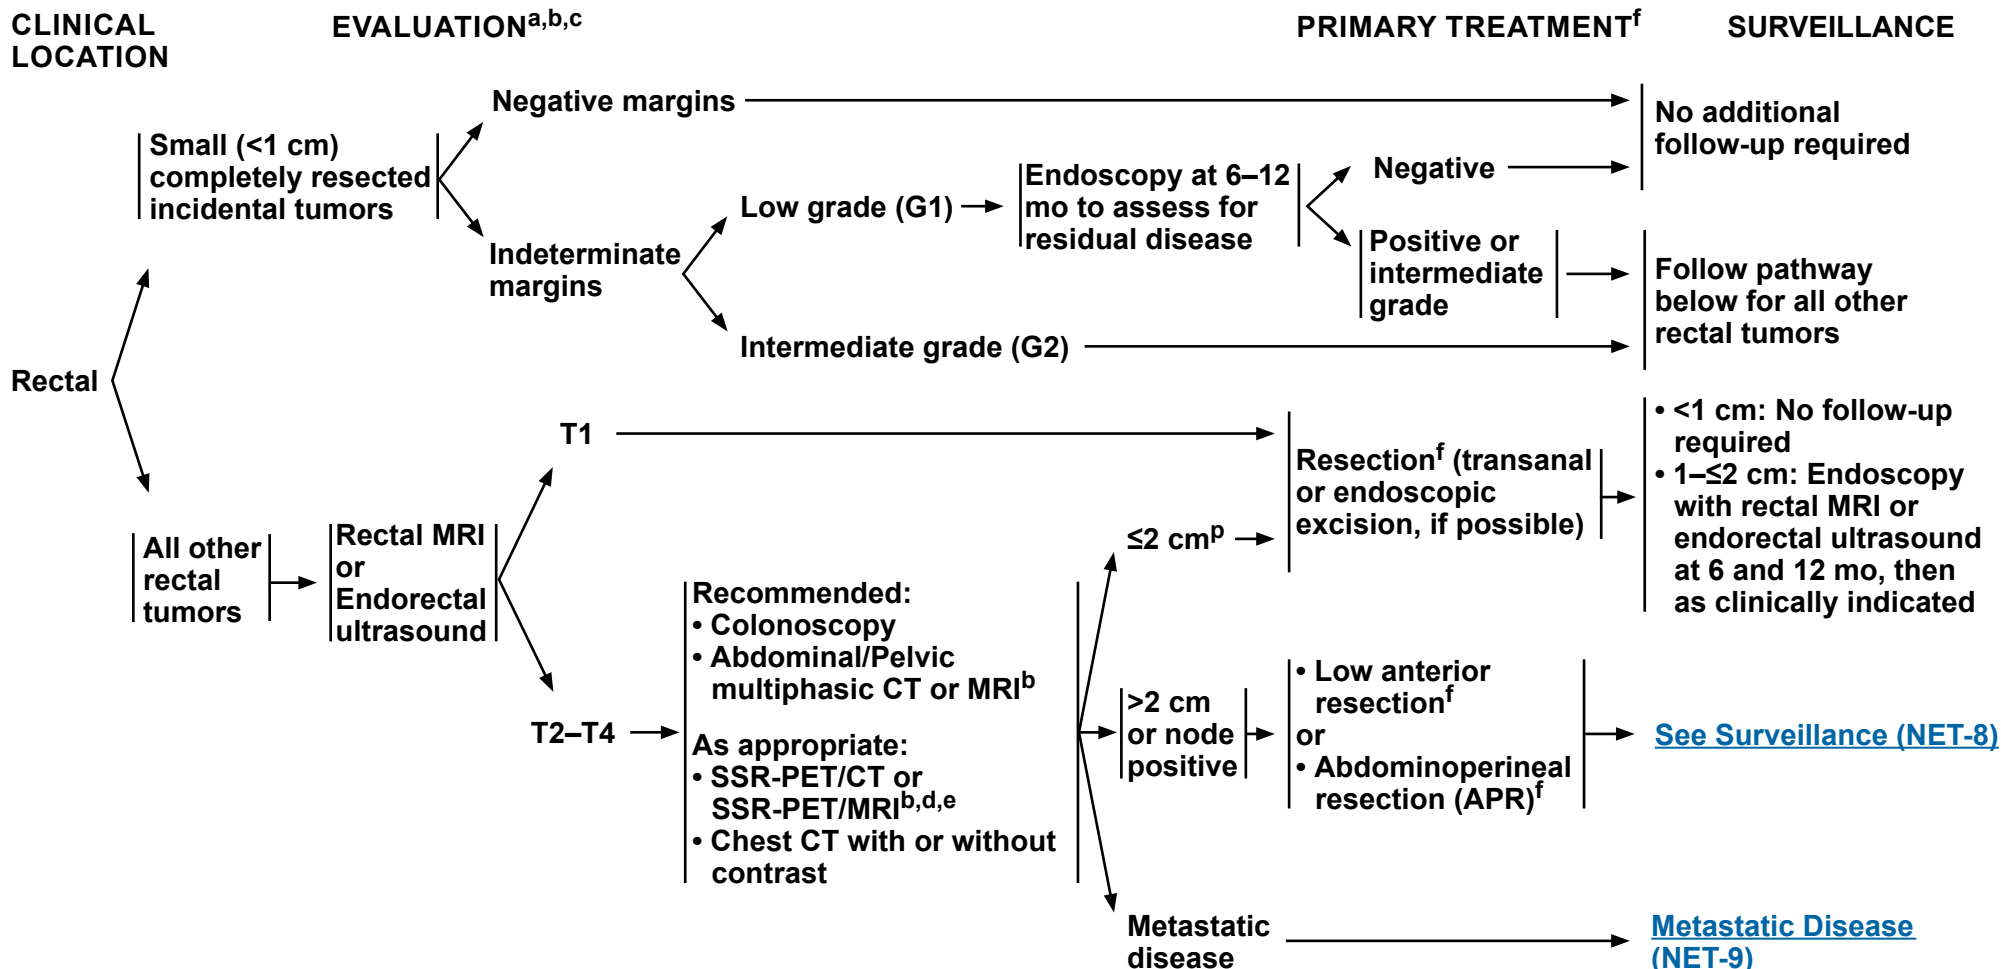 CLINICAL
LOCATION
EVALUATIONa,b,c
PRIMARY TREATMENTf
SURVEILLANCE
Rectal
Small (<1 cm)
completely resected
incidental tumors
Negative margins
Indeterminate
margins
Low grade (G1)
Intermediate grade (G2)
Endoscopy at 6–12
mo to assess for
residual disease
Negative
Positive or
intermediate
grade
No additional
follow-up required
Follow pathway
below for all other
rectal tumors
All other
rectal
tumors
Rectal MRI
or
Endorectal
ultrasound
T1
T2–T4
Recommended:
• Colonoscopy
• Abdominal/Pelvic
multiphasic CT or MRIb
As appropriate:
• SSR-PET/CT or
SSR-PET/MRIb,d,e
• Chest CT with or without
contrast
≤2 cmp
>2 cm
or node
positive
Metastatic
disease
Resectionf (transanal
or endoscopic
excision, if possible)
• Low anterior
resectionf
or
• Abdominoperineal
resection (APR)f
• <1 cm: No follow-up
required
• 1–≤2 cm: Endoscopy
with rectal MRI or
endorectal ultrasound
at 6 and 12 mo, then
as clinically indicated
See Surveillance (NET-8)
Metastatic Disease
(NET-9)